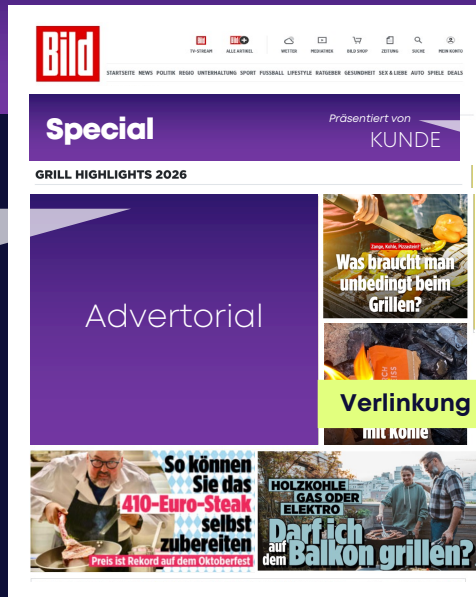 Bild
TV-STREAM ALLE ARTIKEL WETTER MEDIATHEK BILD SHOP ZEITUNG SUCHE MEIN KONTO
STARTSEITE NEWS POLITIK REGIO UNTERHALTUNG SPORT FUSSBALL LIFESTYLE RATGEBER GESUNDHEIT SEX & LIEBE AUTO SPIELE DEALS
Special
Präsentiert von
KUNDE
GRILL HIGHLIGHTS 2026
Advertorial
Zange, Kohle, Pizzastein?
Was braucht man
unbedingt beim
Grillen?
Verlinkung
mit Kohle
So können
Sie das
410-Euro-Steak
selbst
zubereiten
Preis ist Rekord auf dem Oktoberfest
HOLZKOHLE
GAS ODER
ELEKTRO
Darf ich
auf dem Balkon grillen?